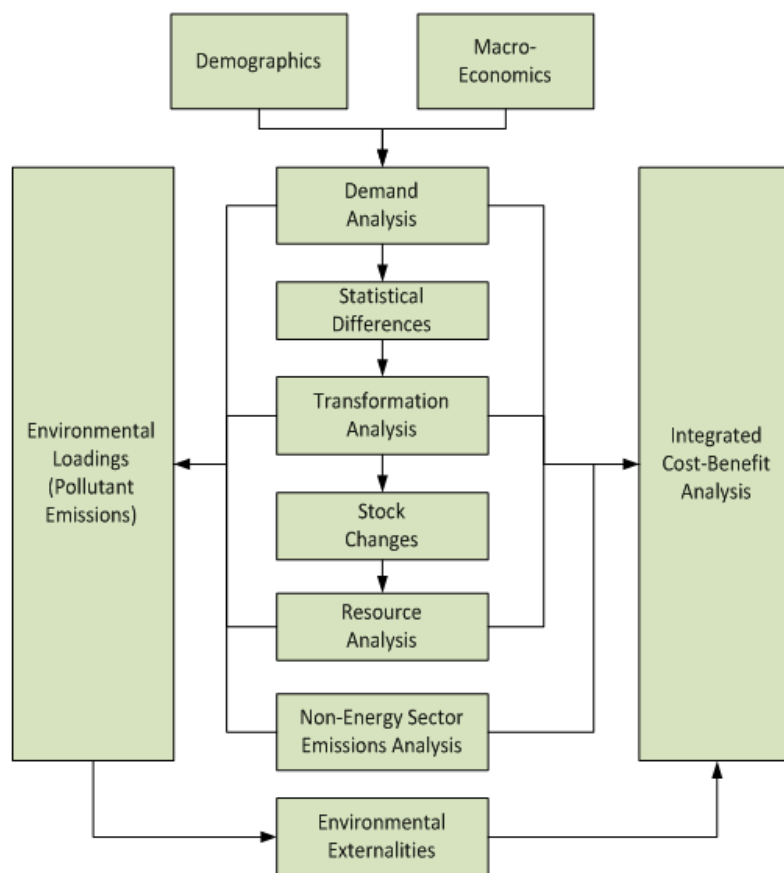 Demographics
Macro-
Economics
Demand
Analysis
Statistical
Differences
Transformation
Analysis
Environmental
Loadings
(Pollutant
Emissions)
Integrated
Cost-Benefit
Analysis
Stock
Changes
Resource
Analysis
Non-Energy Sector
Emissions Analysis
Environmental
Externalities